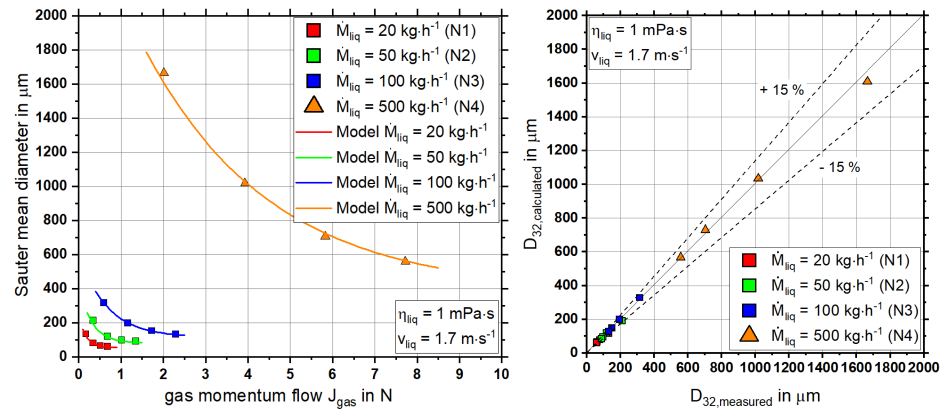 2000
1800
1600
1400
1200
1000
800
600
400
200
0
Sauter mean diameter in μm
Ṁliq = 20 kg·h⁻¹ (N1)
Ṁliq = 50 kg·h⁻¹ (N2)
Ṁliq = 100 kg·h⁻¹ (N3)
Ṁliq = 500 kg·h⁻¹ (N4)
Model Ṁliq = 20 kg·h⁻¹
Model Ṁliq = 50 kg·h⁻¹
Model Ṁliq = 100 kg·h⁻¹
Model Ṁliq = 500 kg·h⁻¹
ηliq = 1 mPa·s
vliq = 1.7 m·s⁻¹
0 1 2 3 4 5 6 7 8 9 10
gas momentum flow Jgas in N
2000
1800
1600
1400
1200
1000
800
600
400
200
0
D32,calculated in μm
ηliq = 1 mPa·s
vliq = 1.7 m·s⁻¹
+ 15 %
- 15 %
Ṁliq = 20 kg·h⁻¹ (N1)
Ṁliq = 50 kg·h⁻¹ (N2)
Ṁliq = 100 kg·h⁻¹ (N3)
Ṁliq = 500 kg·h⁻¹ (N4)
0 200 400 600 800 1000 1200 1400 1600 1800 2000
D32,measured in μm